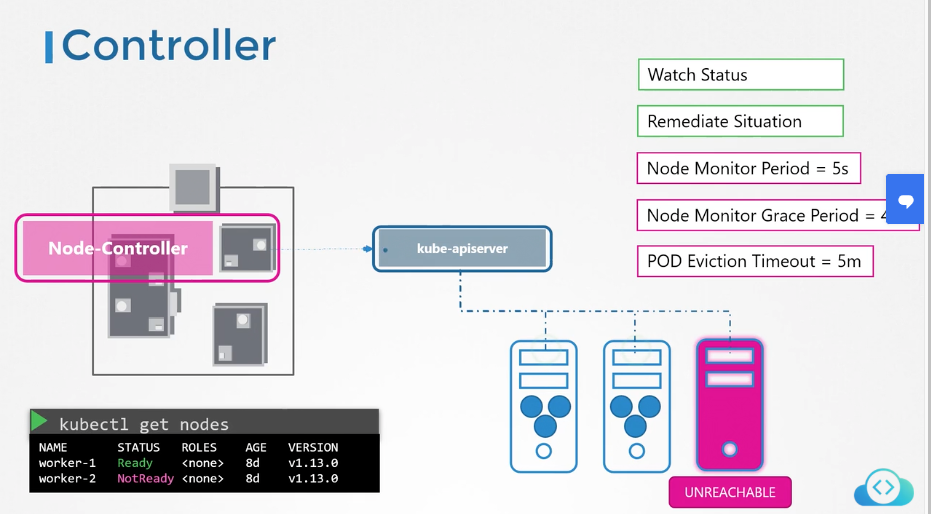 Controller
Watch Status
Remediate Situation
Node Monitor Period = 5s
Node Monitor Grace Period =
POD Eviction Timeout = 5m
Node-Controller
kube-apiserver
kubectl get nodes
NAME STATUS ROLES AGE VERSION
worker-1 Ready <none> 8d v1.13.0
worker-2 NotReady <none> 8d v1.13.0
UNREACHABLE